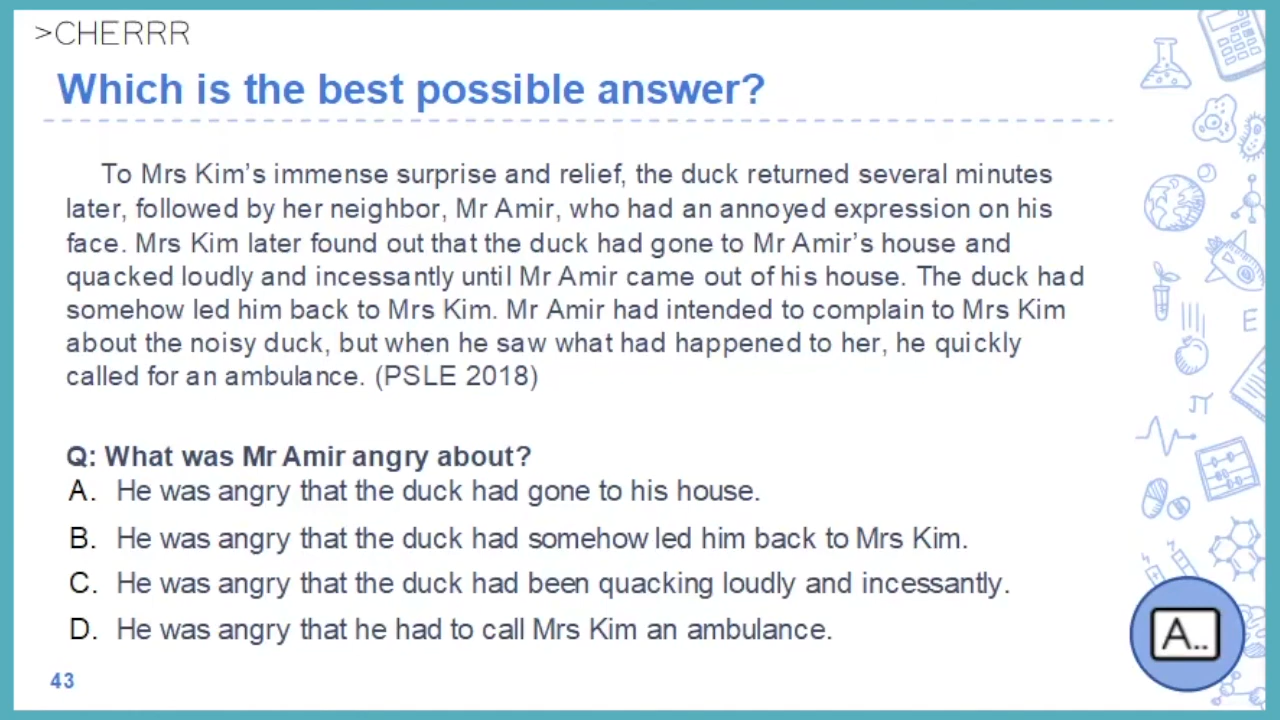 >CHERRR
Which is the best possible answer?
To Mrs Kim's immense surprise and relief, the duck returned several minutes
later, followed by her neighbor, Mr Amir, who had an annoyed expression on his
face. Mrs Kim later found out that the duck had gone to Mr Amir's house and
quacked loudly and incessantly until Mr Amir came out of his house. The duck had
somehow led him back to Mrs Kim. Mr Amir had intended to complain to Mrs Kim
about the noisy duck, but when he saw what had happened to her, he quickly
called for an ambulance. (PSLE 2018)
Q: What was Mr Amir angry about?
A. He was angry that the duck had gone to his house.
B. He was angry that the duck had somehow led him back to Mrs Kim.
C. He was angry that the duck had been quacking loudly and incessantly.
D. He was angry that he had to call Mrs Kim an ambulance.
E
π
A..
43